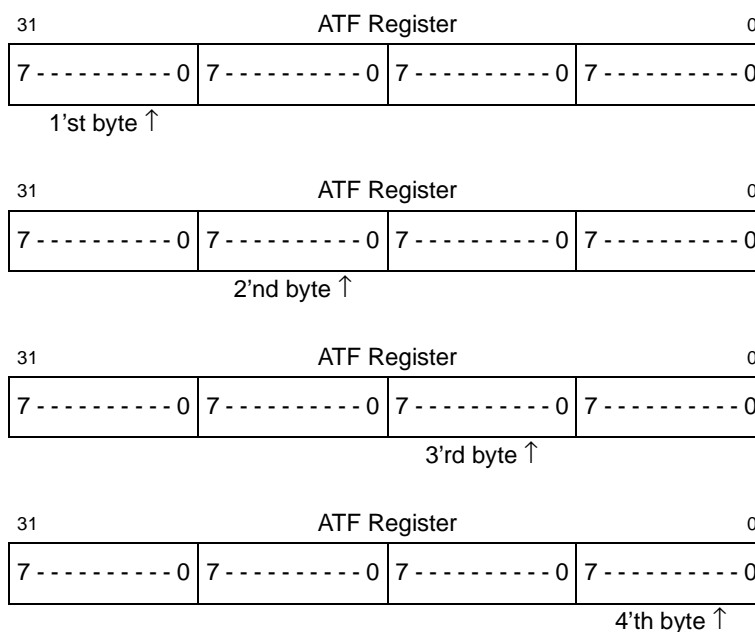 31 ATF Register 0
7 - - - - - - - - - - 0 7 - - - - - - - - - - 0 7 - - - - - - - - - - 0 7 - - - - - - - - - - 0
1'st byte ↑
31 ATF Register 0
7 - - - - - - - - - - 0 7 - - - - - - - - - - 0 7 - - - - - - - - - - 0 7 - - - - - - - - - - 0
2'nd byte ↑
31 ATF Register 0
7 - - - - - - - - - - 0 7 - - - - - - - - - - 0 7 - - - - - - - - - - 0 7 - - - - - - - - - - 0
3'rd byte ↑
31 ATF Register 0
7 - - - - - - - - - - 0 7 - - - - - - - - - - 0 7 - - - - - - - - - - 0 7 - - - - - - - - - - 0
4'th byte ↑